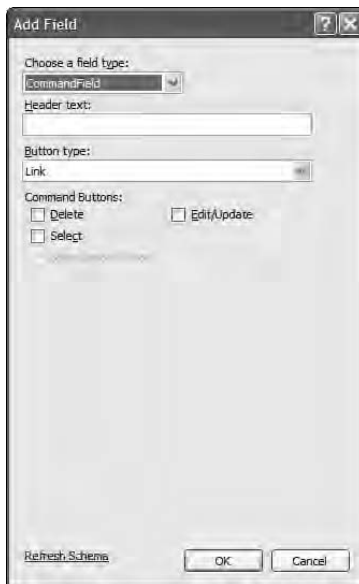 Add Field
Choose a field type:
CommandField
Header text:
Button type:
Link
Command Buttons:
Delete Edit/Update
Select
Refresh Schema OK Cancel